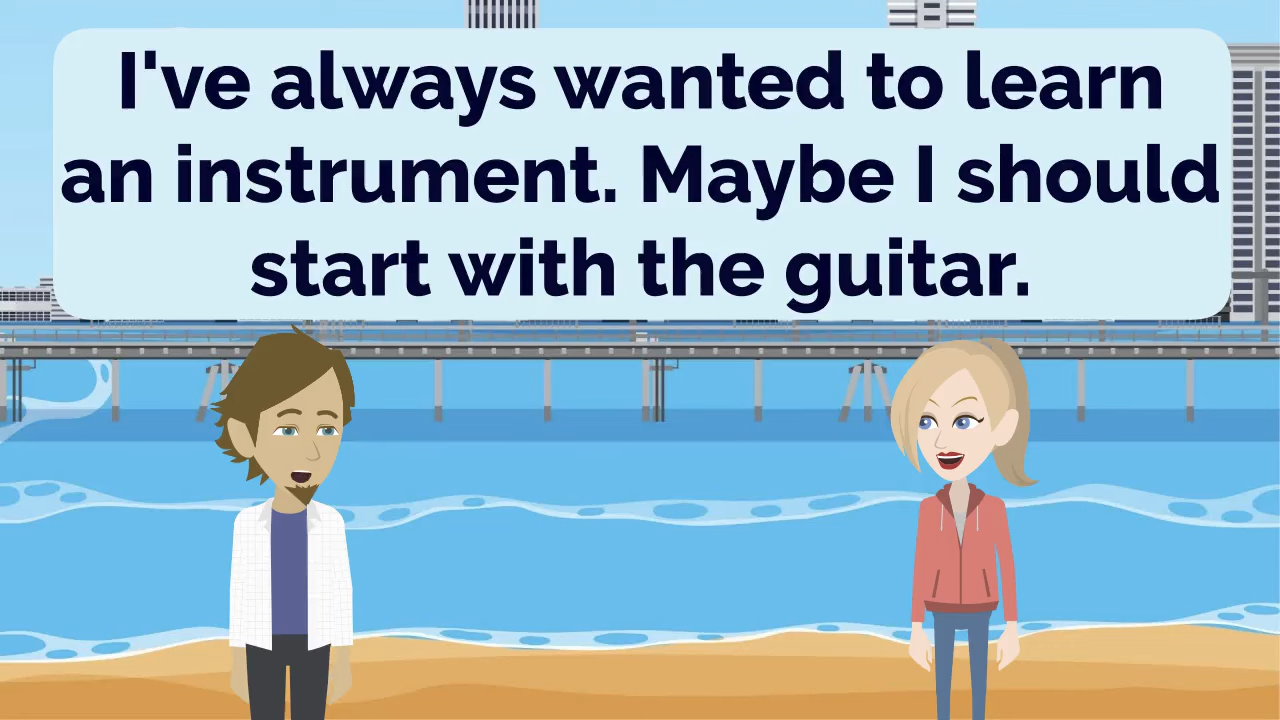 I've always wanted to learn
an instrument. Maybe I should
start with the guitar.